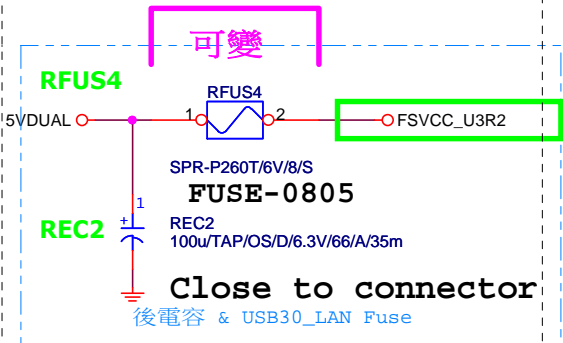 可變
RFUS4
RFUS4
5VDUAL 1 2 FSVCC_U3R2
SPR-P260T/6V/8/S
FUSE-0805
1
+
REC2 REC2
100u/TAP/OS/D/6.3V/66/A/35m
Close to connector
後電容 & USB30_LAN Fuse